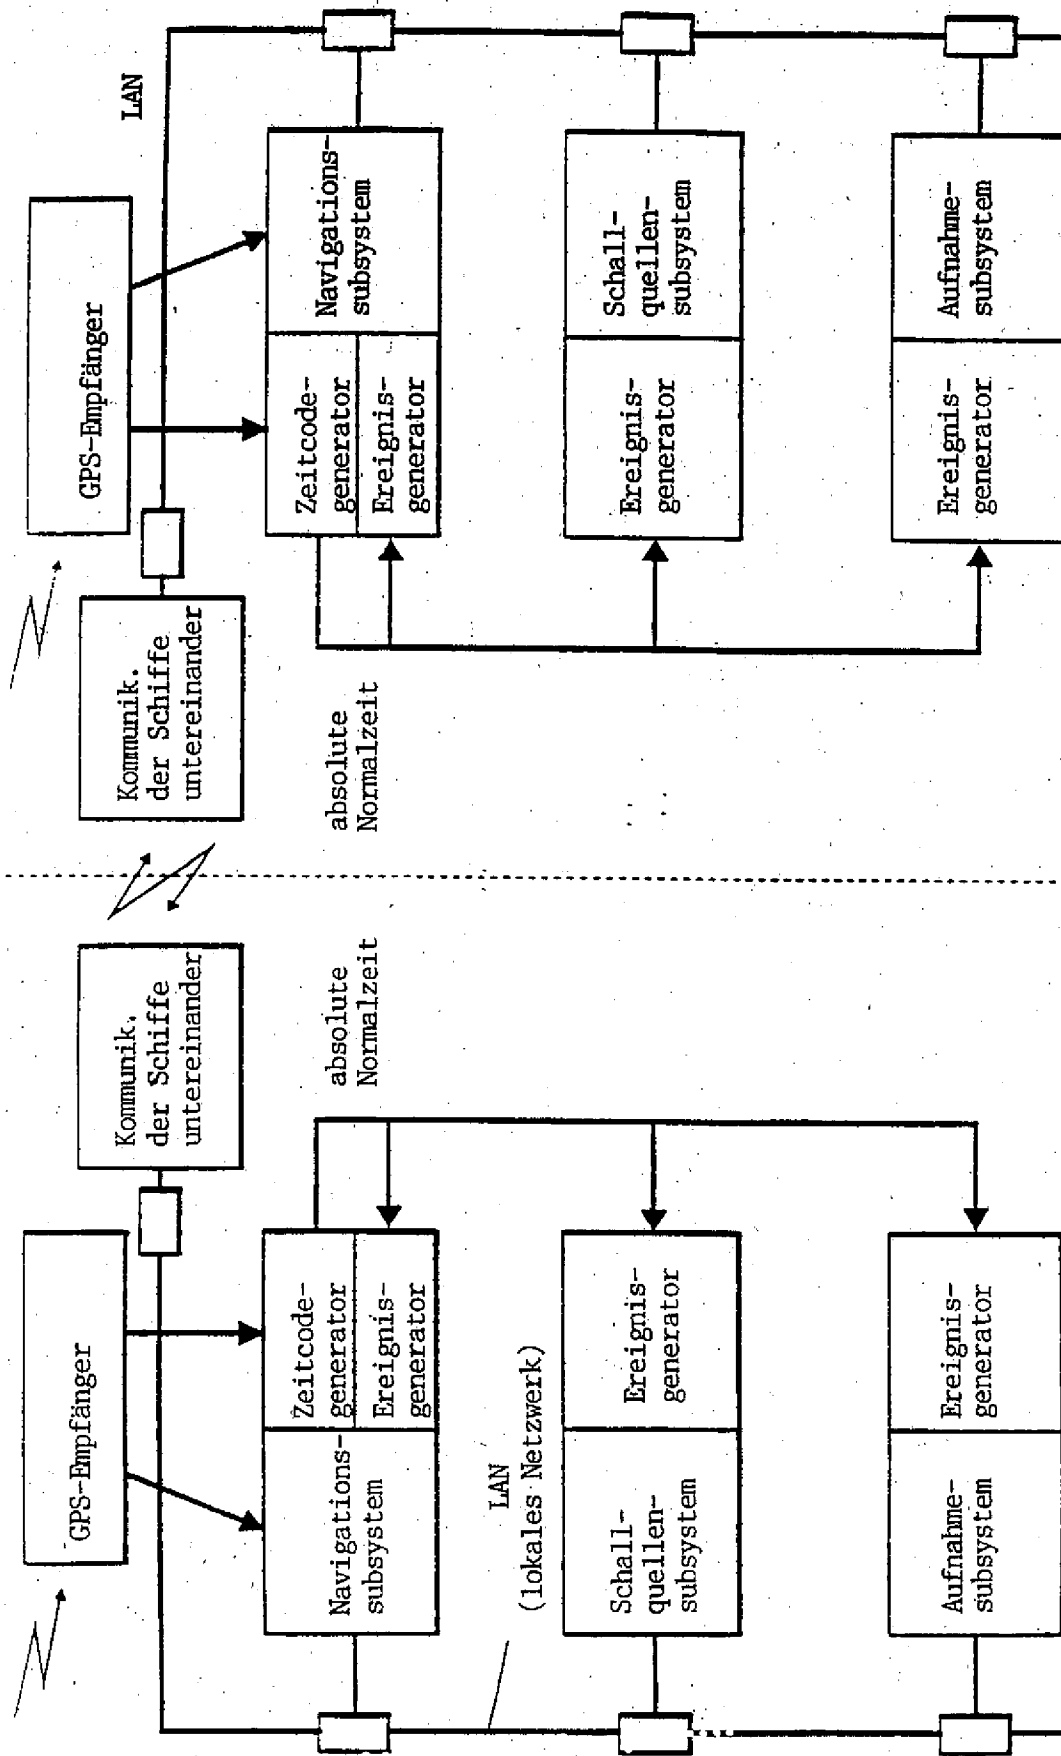 GPS-Empfänger
Kommunik.
der Schiffe
untereinander
Navigations-
subsystem
Zeitcode-
generator
Ereignis-
generator
absolute
Normalzeit
LAN
(lokales Netzwerk)
Schall-
quellen-
subsystem
Ereignis-
generator
Aufnahme-
subsystem
Ereignis-
generator
GPS-Empfänger
LAN
Kommunik.
der Schiffe
untereinander
absolute
Normalzeit
Zeitcode-
generator
Ereignis-
generator
Navigations-
subsystem
Ereignis-
generator
Schall-
quellen-
subsystem
Ereignis-
generator
Aufnahme-
subsystem